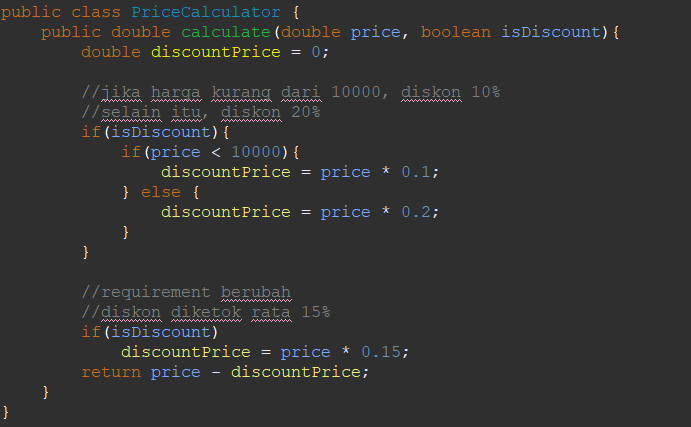 public class PriceCalculator {
    public double calculate(double price, boolean isDiscount){
        double discountPrice = 0;

        //jika harga kurang dari 10000, diskon 10%
        //selain itu, diskon 20%
        if(isDiscount){
            if(price < 10000){
                discountPrice = price * 0.1;
            } else {
                discountPrice = price * 0.2;
            }
        }

        //requirement berubah
        //diskon diketok rata 15%
        if(isDiscount)
            discountPrice = price * 0.15;
        return price - discountPrice;
    }
}